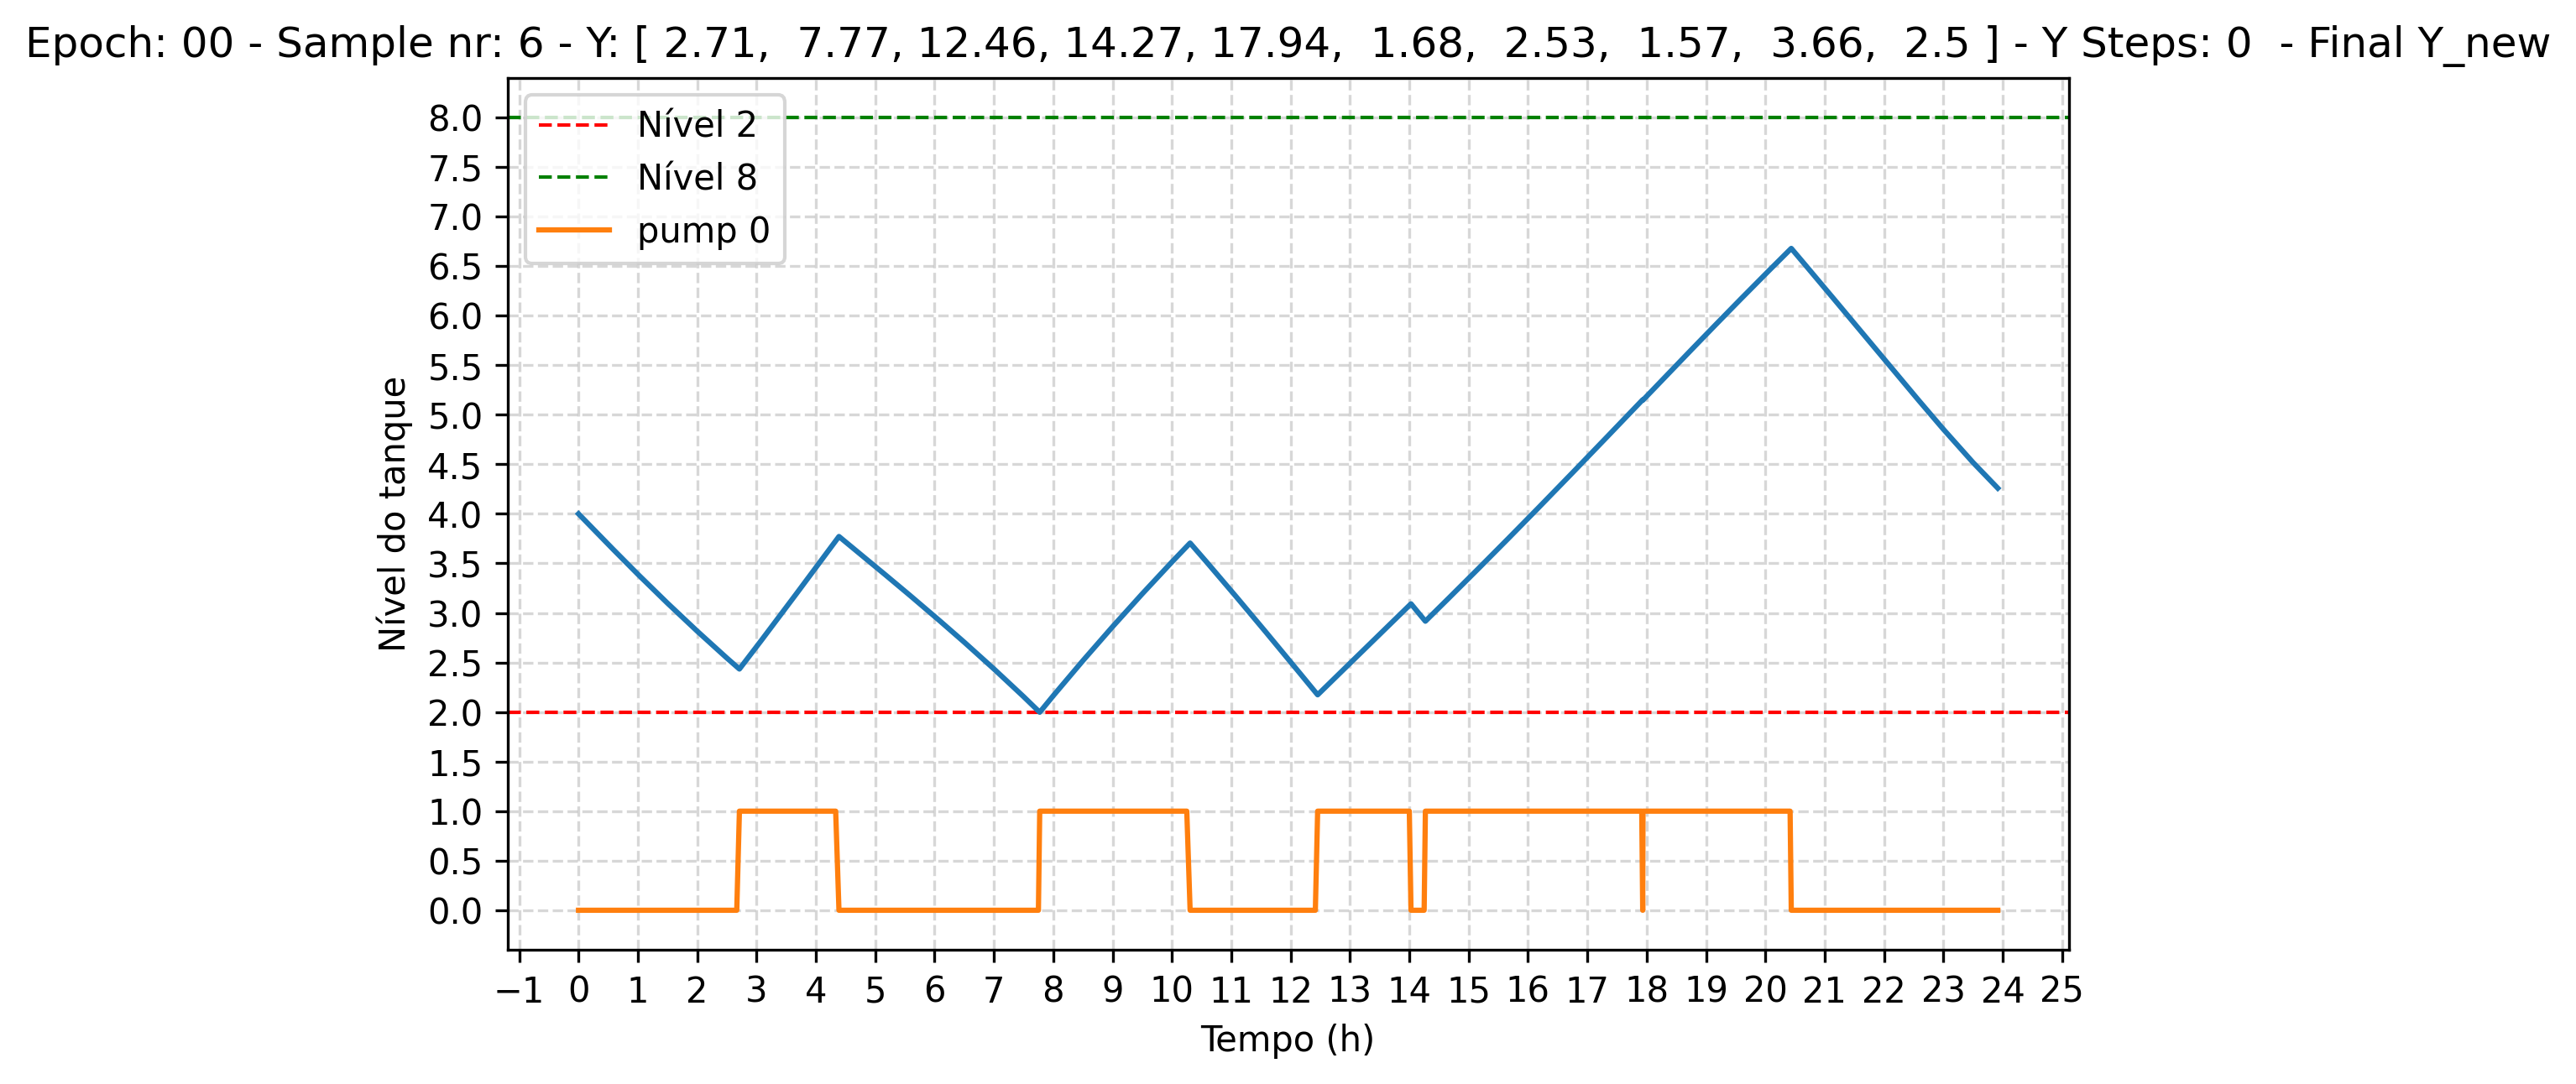 Epoch: 00 - Sample nr: 6 - Y: [ 2.71,  7.77, 12.46, 14.27, 17.94,  1.68,  2.53,  1.57,  3.66,  2.5 ] - Y Steps: 0  - Final Y_new
Nível 2
Nível 8
pump 0
Nível do tanque
8.0
7.5
7.0
6.5
6.0
5.5
5.0
4.5
4.0
3.5
3.0
2.5
2.0
1.5
1.0
0.5
0.0
−1 0 1 2 3 4 5 6 7 8 9 10 11 12 13 14 15 16 17 18 19 20 21 22 23 24 25
Tempo (h)